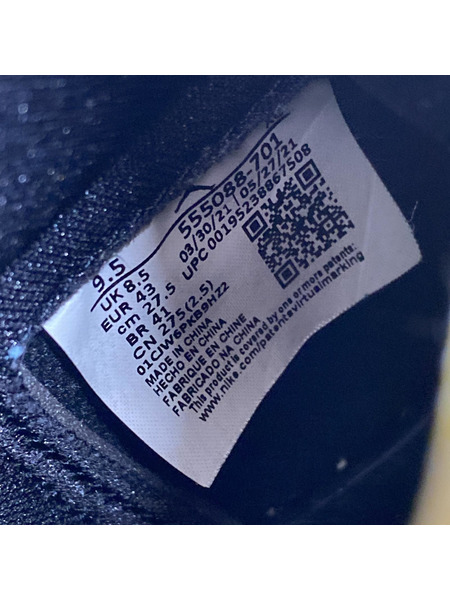 9.5
555088-701
UK 8.5
03/30/21 | 05/27/21
EUR 43
UPC 00195238867508
cm 27.5
BR 41
CN 275(2.5)
01CJW6PKB9HZ2
MADE IN CHINA
HECHO EN CHINA
FABRIQUE EN CHINE
FABRICADO NA CHINA
This product is covered by one or more patents:
www.nike.com/patentsvirtualmarking